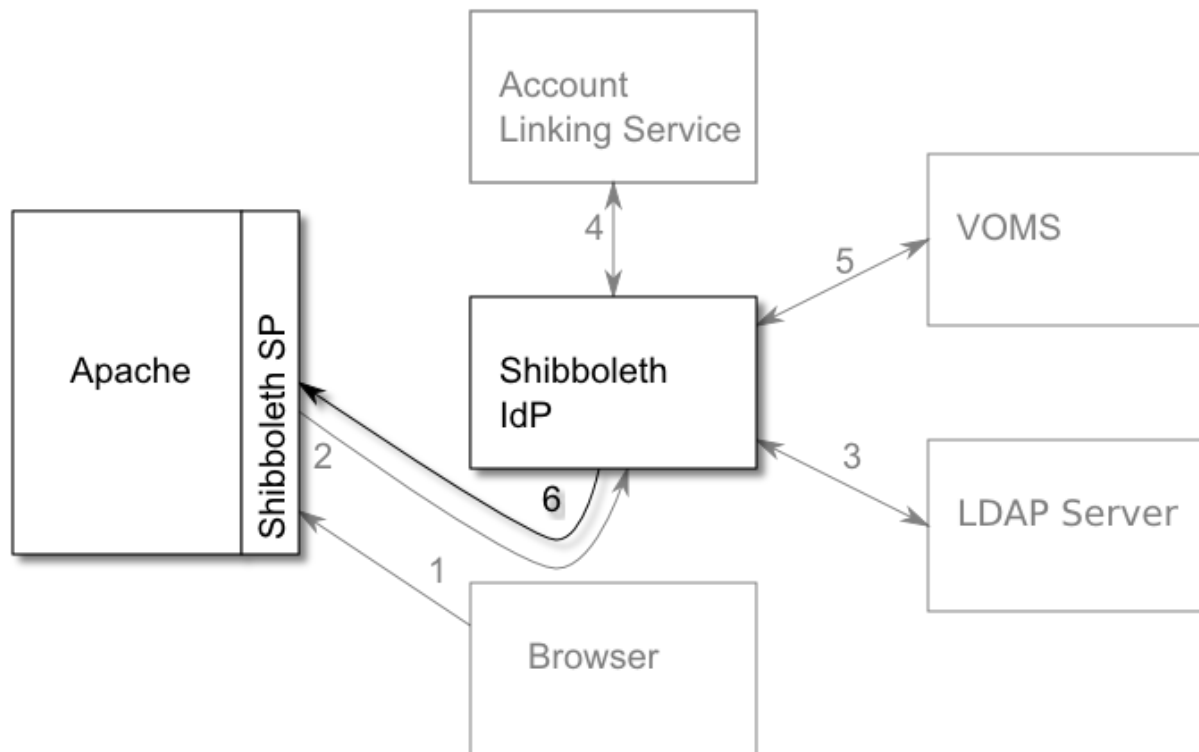 Account
Linking Service
4
VOMS
5
Apache
Shibboleth SP
Shibboleth
IdP
2
3
6
LDAP Server
1
Browser